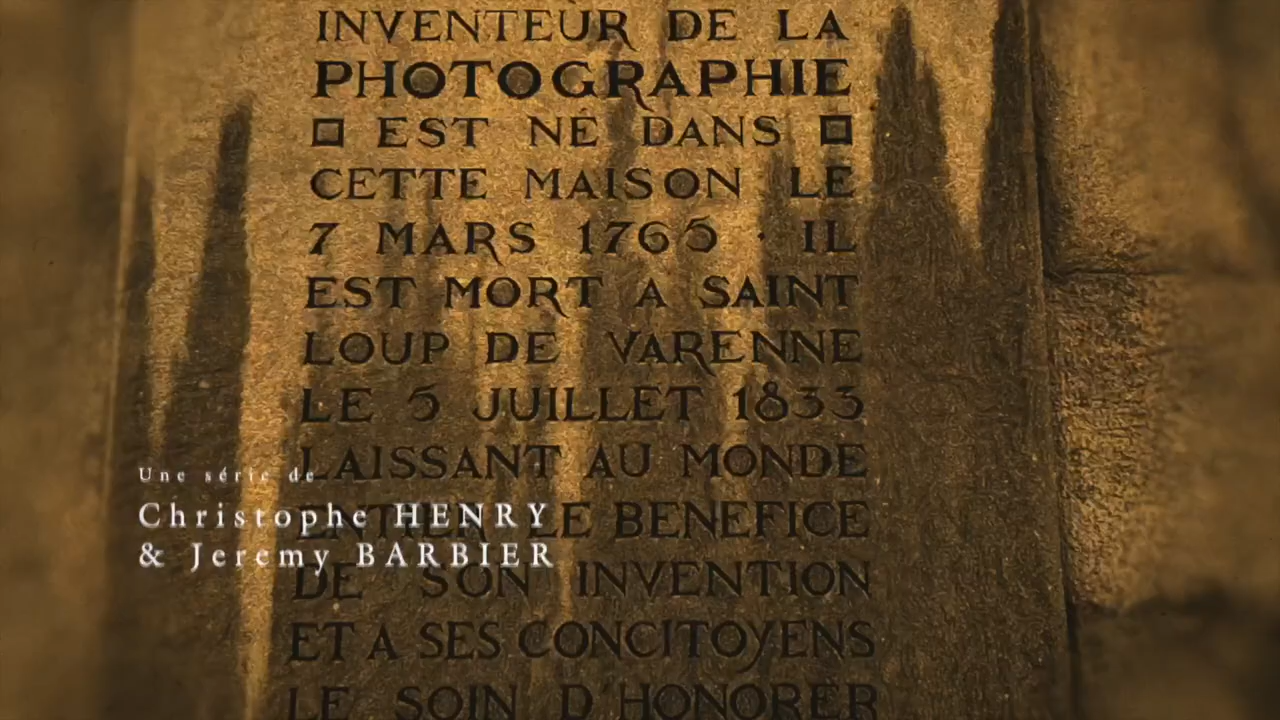 INVENTEUR DE LA
PHOTOGRAPHIE
EST NÉ DANS
CETTE MAISON LE
7 MARS 1765 · IL
EST MORT A SAINT
LOUP DE VARENNE
LE 5 JUILLET 1833
LAISSANT AU MONDE
ENTIER LE BENEFICE
DE SON INVENTION
ET A SES CONCITOYENS
LE SOIN D'HONORER
Une série de
Christophe HENRY
& Jeremy BARBIER